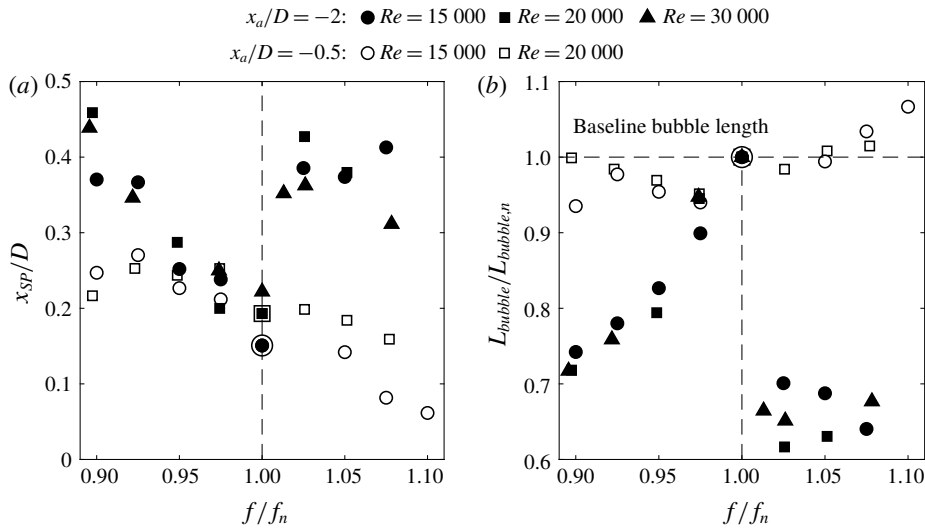 x_a/D = −2: Re = 15 000 Re = 20 000 Re = 30 000
x_a/D = −0.5: Re = 15 000 Re = 20 000
(a)
0.5
0.4
0.3
0.2
0.1
0
x_SP/D
0.90 0.95 1.00 1.05 1.10
f/f_n
(b)
1.1
1.0
0.9
0.8
0.7
0.6
L_bubble/L_bubble,n
Baseline bubble length
0.90 0.95 1.00 1.05 1.10
f/f_n